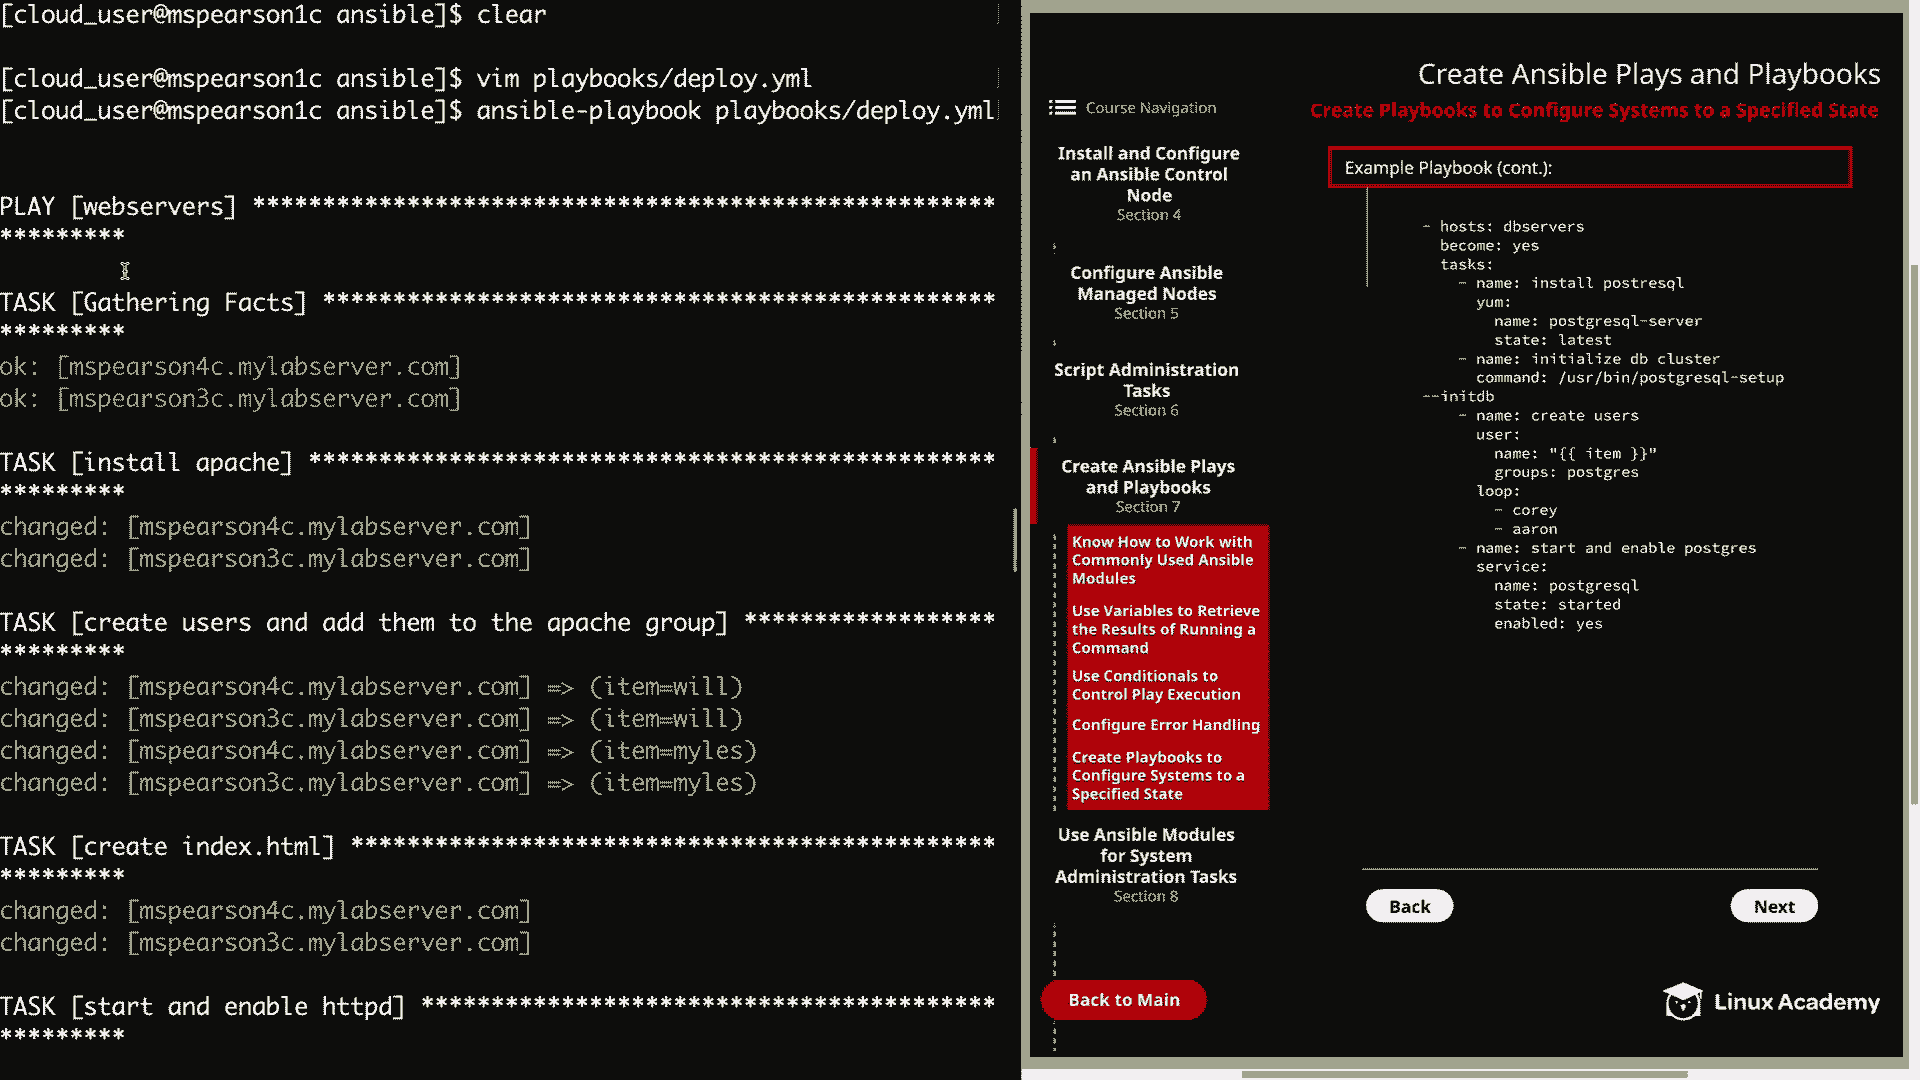 [cloud_user@mspearson1c ansible]$ clear
[cloud_user@mspearson1c ansible]$ vim playbooks/deploy.yml
[cloud_user@mspearson1c ansible]$ ansible-playbook playbooks/deploy.yml
PLAY [webservers] *****************************************************
*********
TASK [Gathering Facts] ************************************************
*********
ok: [mspearson4c.mylabserver.com]
ok: [mspearson3c.mylabserver.com]
TASK [install apache] *************************************************
*********
changed: [mspearson4c.mylabserver.com]
changed: [mspearson3c.mylabserver.com]
TASK [create users and add them to the apache group] ******************
*********
changed: [mspearson4c.mylabserver.com] => (item=will)
changed: [mspearson3c.mylabserver.com] => (item=will)
changed: [mspearson4c.mylabserver.com] => (item=myles)
changed: [mspearson3c.mylabserver.com] => (item=myles)
TASK [create index.html] **********************************************
*********
changed: [mspearson4c.mylabserver.com]
changed: [mspearson3c.mylabserver.com]
TASK [start and enable httpd] *****************************************
*********
Create Ansible Plays and Playbooks
Create Playbooks to Configure Systems to a Specified State
Course Navigation
Install and Configure
an Ansible Control
Node
Section 4
Configure Ansible
Managed Nodes
Section 5
Script Administration
Tasks
Section 6
Create Ansible Plays
and Playbooks
Section 7
Know How to Work with
Commonly Used Ansible
Modules
Use Variables to Retrieve
the Results of Running a
Command
Use Conditionals to
Control Play Execution
Configure Error Handling
Create Playbooks to
Configure Systems to a
Specified State
Use Ansible Modules
for System
Administration Tasks
Section 8
Back to Main
Example Playbook (cont.):
- hosts: dbservers
become: yes
tasks:
- name: install postresql
yum:
name: postgresql-server
state: latest
- name: initialize db cluster
command: /usr/bin/postgresql-setup
--initdb
- name: create users
user:
name: "{{ item }}"
groups: postgres
loop:
- corey
- aaron
- name: start and enable postgres
service:
name: postgresql
state: started
enabled: yes
Back
Next
Linux Academy